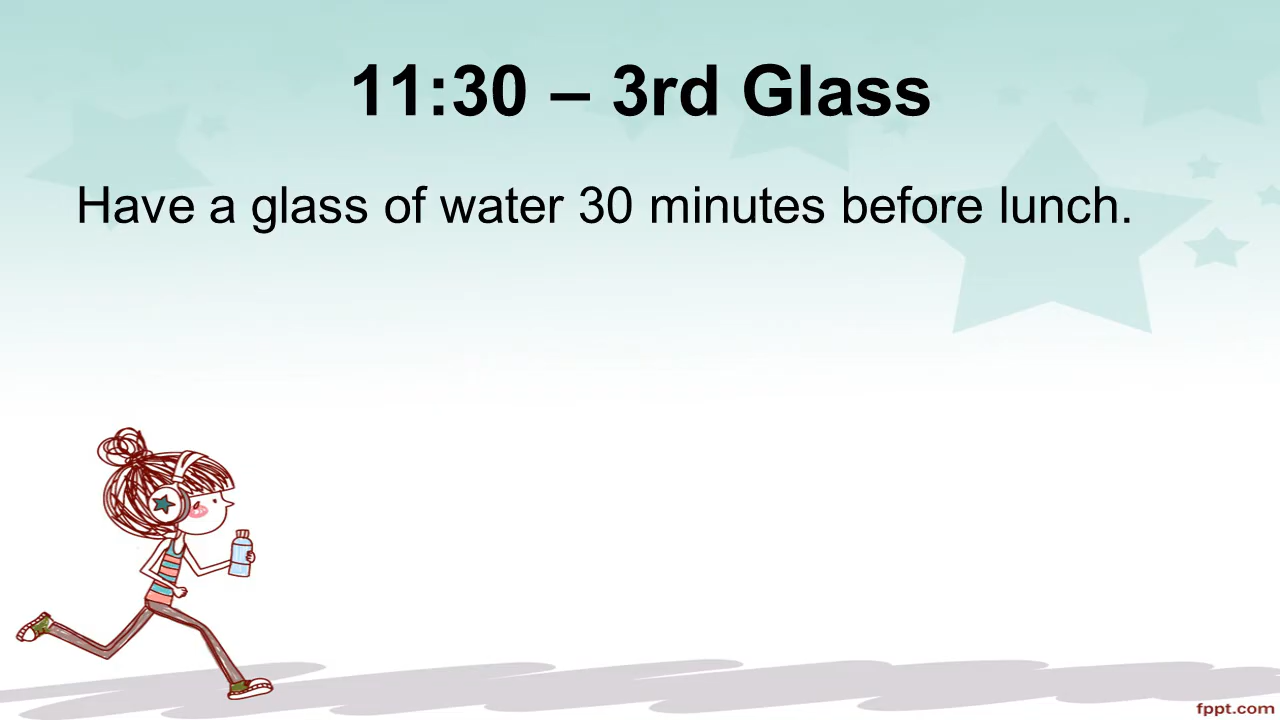 11:30 – 3rd Glass
Have a glass of water 30 minutes before lunch.
fppt.com